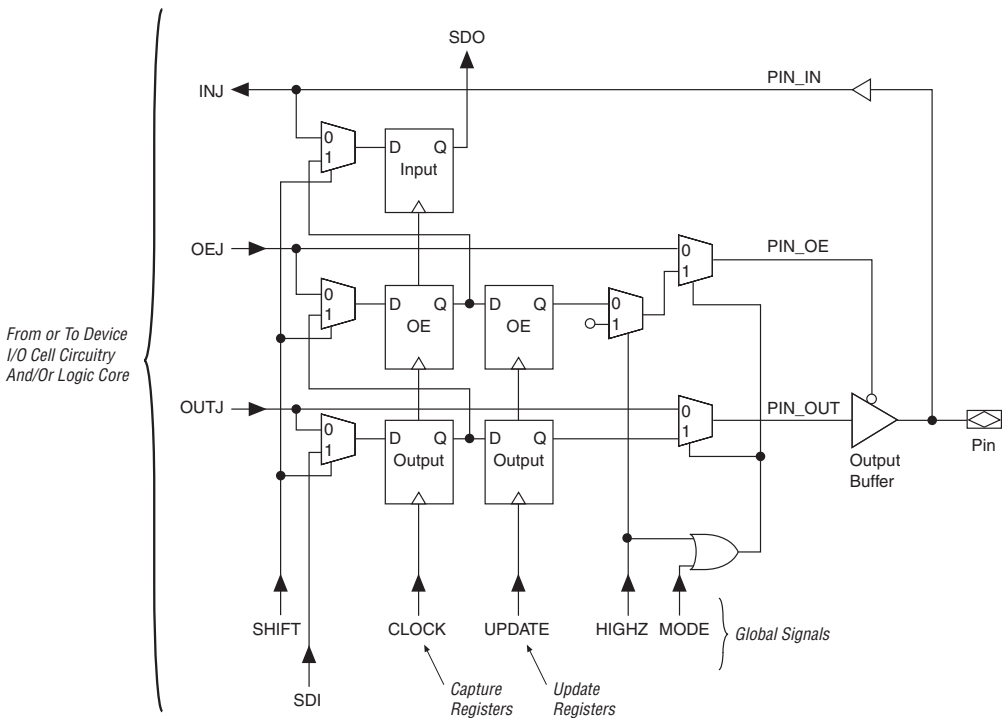 SDO
INJ
PIN_IN
0
1
D Q
Input
OEJ
0
1
PIN_OE
0
1
D Q
OE
D Q
OE
0
1
From or To Device
I/O Cell Circuitry
And/Or Logic Core
OUTJ
0
1
PIN_OUT
0
1
D Q
Output
D Q
Output
Pin
Output
Buffer
SHIFT
CLOCK
UPDATE
HIGHZ
MODE
Global Signals
SDI
Capture
Registers
Update
Registers